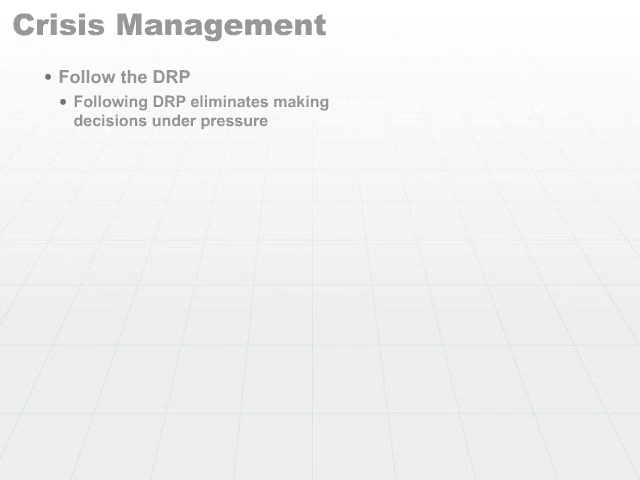 Crisis Management
• Follow the DRP
• Following DRP eliminates making
decisions under pressure